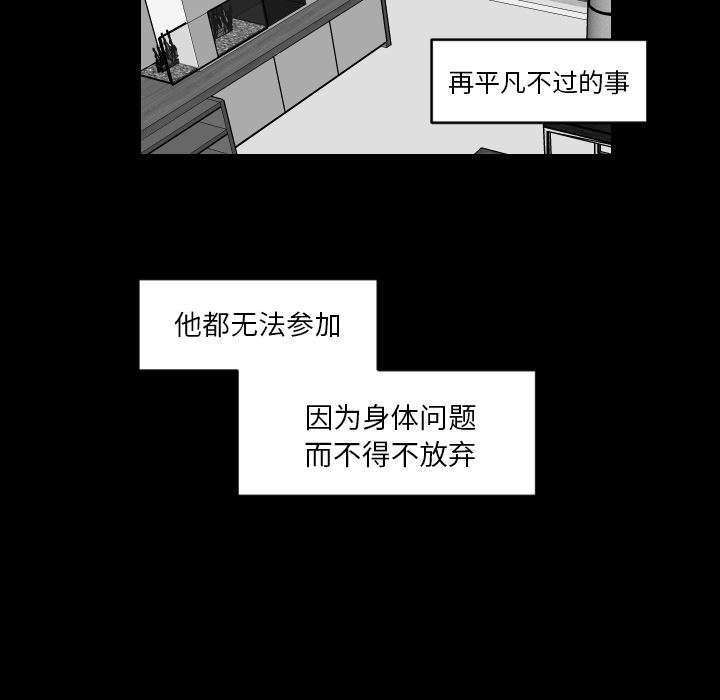 再平凡不过的事
他都无法参加
因为身体问题
而不得不放弃